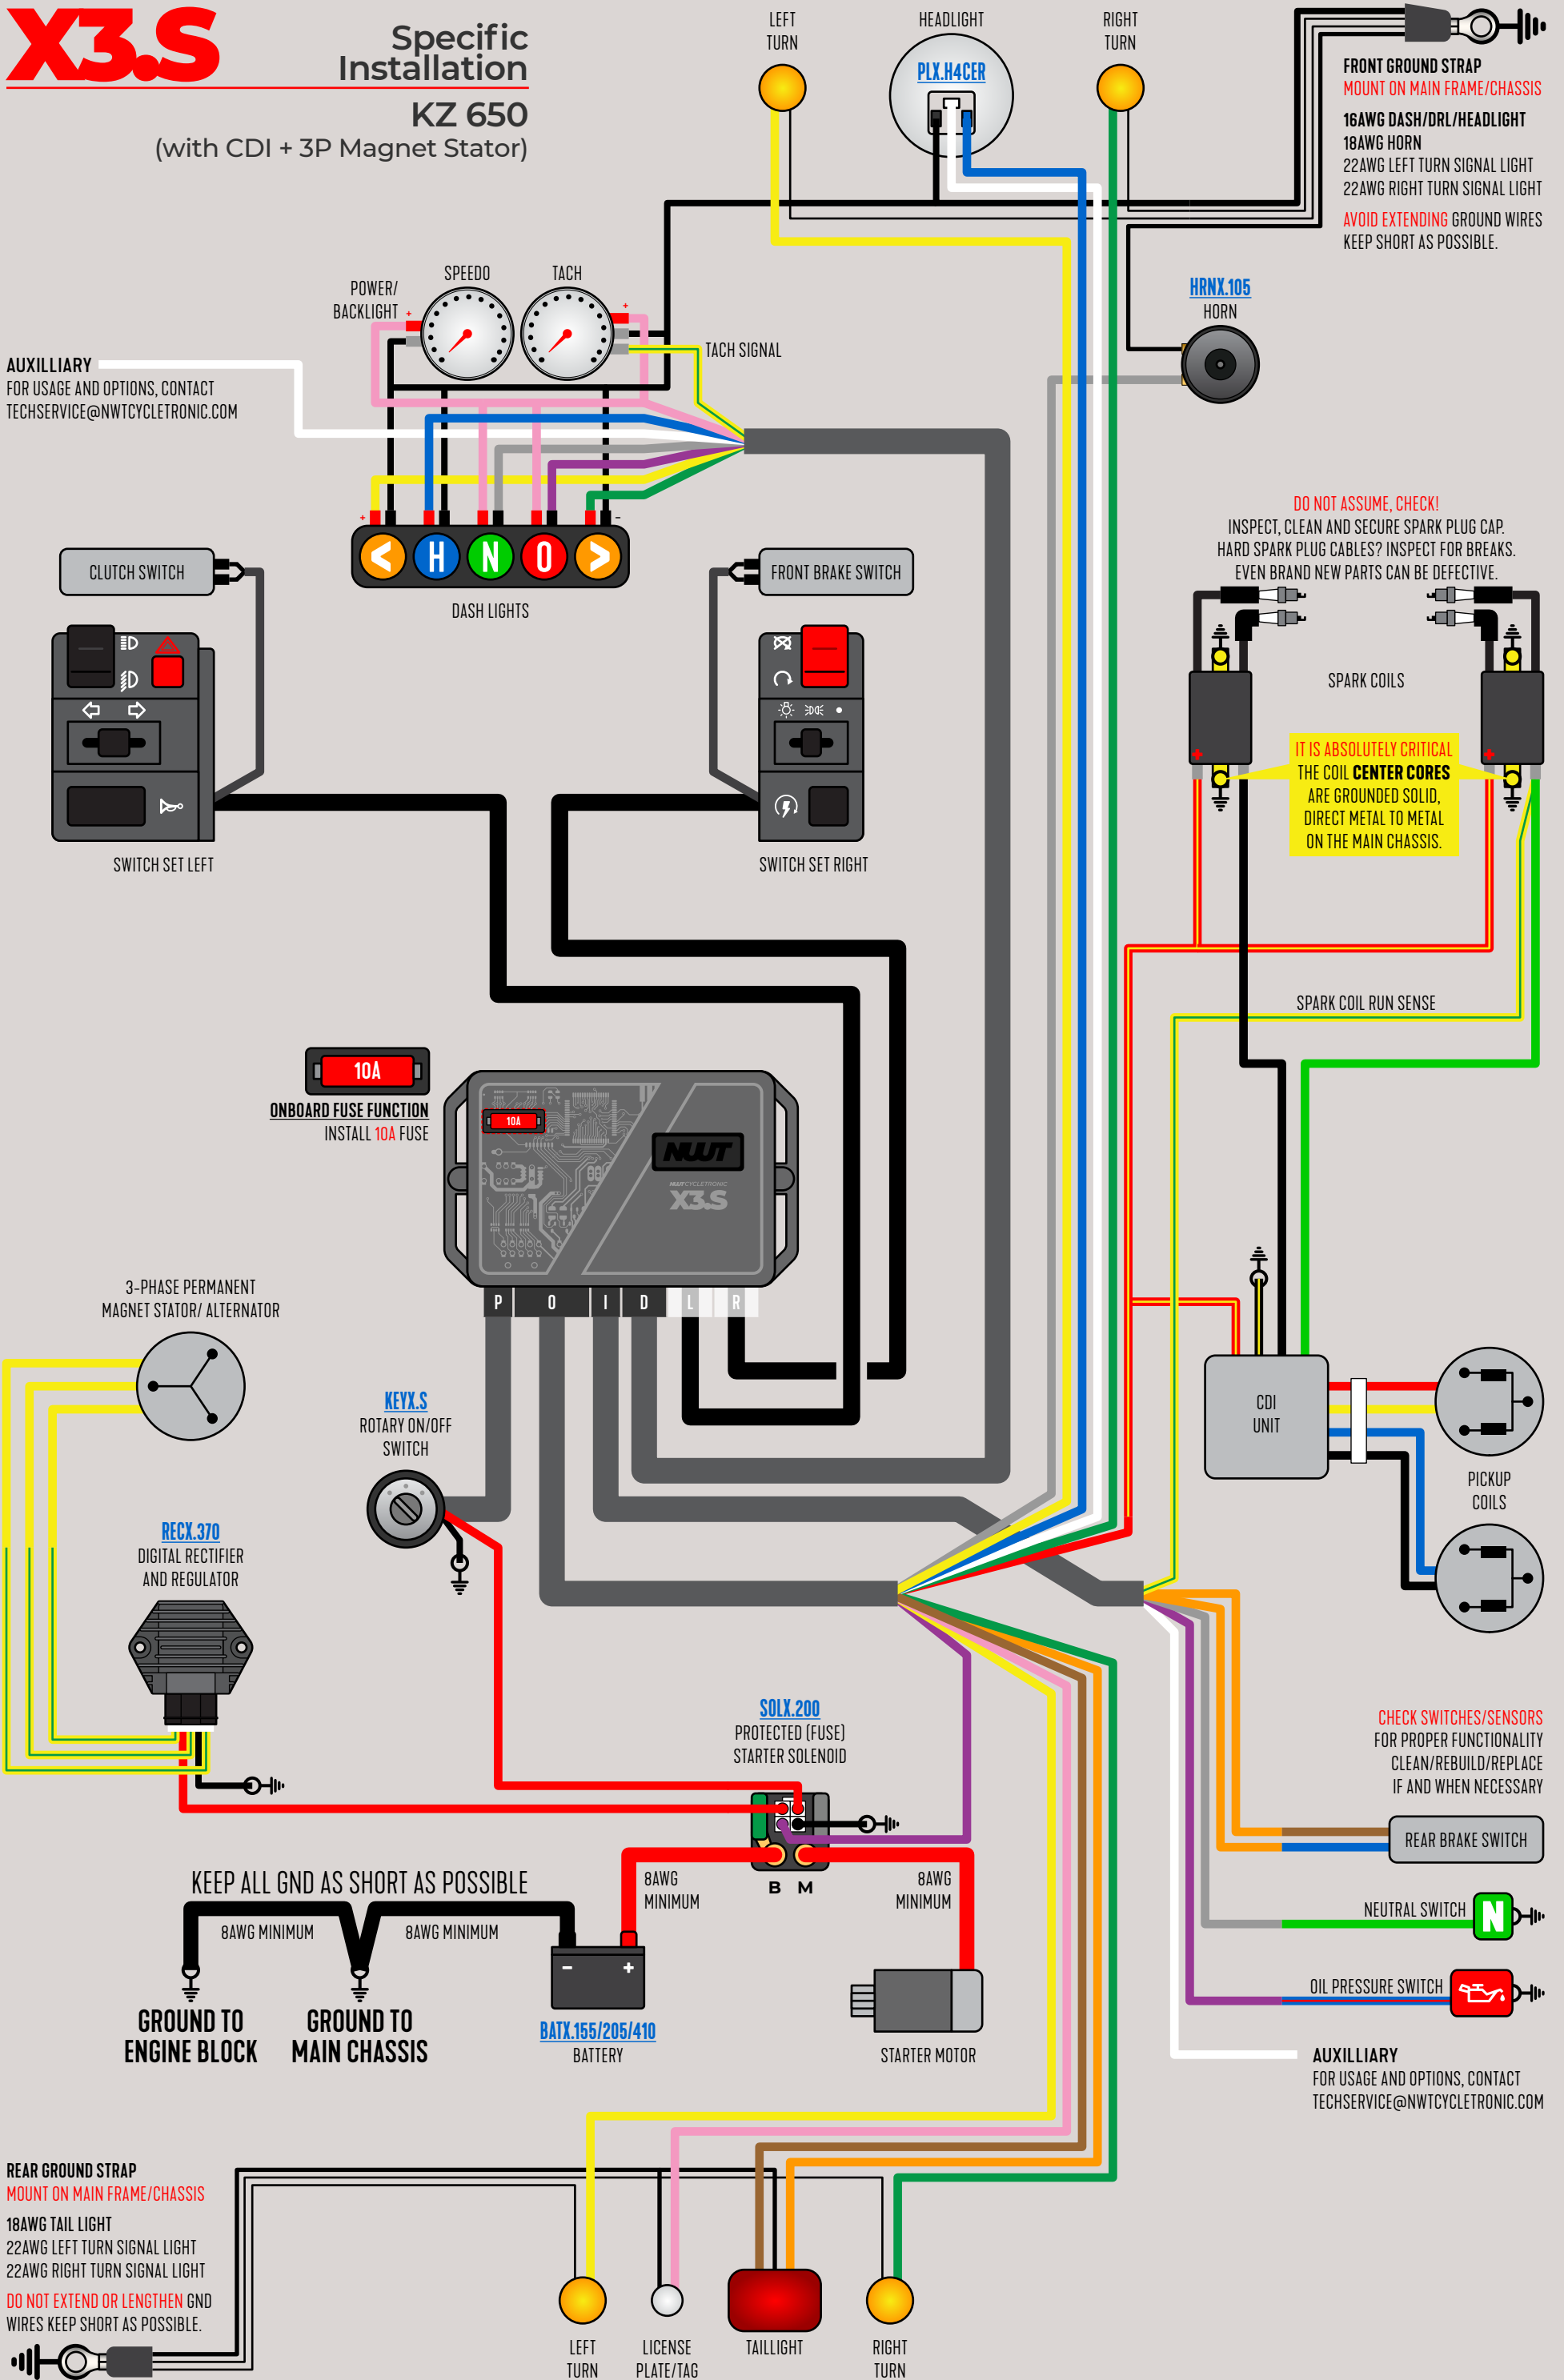 X3.S
Specific
Installation
KZ 650
(with CDI + 3P Magnet Stator)
LEFT
TURN
HEADLIGHT
PLX.H4CER
RIGHT
TURN
FRONT GROUND STRAP
MOUNT ON MAIN FRAME/CHASSIS
16AWG DASH/DRL/HEADLIGHT
18AWG HORN
22AWG LEFT TURN SIGNAL LIGHT
22AWG RIGHT TURN SIGNAL LIGHT
AVOID EXTENDING GROUND WIRES
KEEP SHORT AS POSSIBLE.
POWER/
BACKLIGHT
SPEEDO
TACH
+
+
TACH SIGNAL
HRNX.105
HORN
AUXILLIARY
FOR USAGE AND OPTIONS, CONTACT
TECHSERVICE@NWTCYCLETRONIC.COM
+
-
< H N O >
DASH LIGHTS
CLUTCH SWITCH
FRONT BRAKE SWITCH
SWITCH SET LEFT
SWITCH SET RIGHT
DO NOT ASSUME, CHECK!
INSPECT, CLEAN AND SECURE SPARK PLUG CAP.
HARD SPARK PLUG CABLES? INSPECT FOR BREAKS.
EVEN BRAND NEW PARTS CAN BE DEFECTIVE.
SPARK COILS
+
+
IT IS ABSOLUTELY CRITICAL
THE COIL CENTER CORES
ARE GROUNDED SOLID,
DIRECT METAL TO METAL
ON THE MAIN CHASSIS.
SPARK COIL RUN SENSE
10A
ONBOARD FUSE FUNCTION
INSTALL 10A FUSE
10A
NWT
NWTCYCLETRONIC
X3.S
P O I D L R
3-PHASE PERMANENT
MAGNET STATOR/ ALTERNATOR
KEYX.S
ROTARY ON/OFF
SWITCH
CDI
UNIT
PICKUP
COILS
RECX.370
DIGITAL RECTIFIER
AND REGULATOR
SOLX.200
PROTECTED (FUSE)
STARTER SOLENOID
B M
CHECK SWITCHES/SENSORS
FOR PROPER FUNCTIONALITY
CLEAN/REBUILD/REPLACE
IF AND WHEN NECESSARY
REAR BRAKE SWITCH
NEUTRAL SWITCH
N
OIL PRESSURE SWITCH
AUXILLIARY
FOR USAGE AND OPTIONS, CONTACT
TECHSERVICE@NWTCYCLETRONIC.COM
KEEP ALL GND AS SHORT AS POSSIBLE
8AWG MINIMUM
8AWG MINIMUM
8AWG
MINIMUM
8AWG
MINIMUM
- +
GROUND TO
ENGINE BLOCK
GROUND TO
MAIN CHASSIS
BATX.155/205/410
BATTERY
STARTER MOTOR
REAR GROUND STRAP
MOUNT ON MAIN FRAME/CHASSIS
18AWG TAIL LIGHT
22AWG LEFT TURN SIGNAL LIGHT
22AWG RIGHT TURN SIGNAL LIGHT
DO NOT EXTEND OR LENGTHEN GND
WIRES KEEP SHORT AS POSSIBLE.
LEFT
TURN
LICENSE
PLATE/TAG
TAILLIGHT
RIGHT
TURN